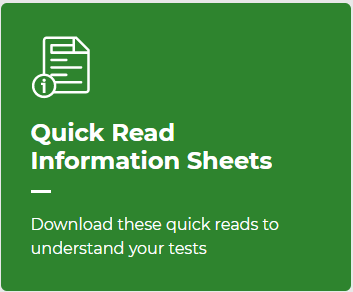 Quick Read
Information Sheets
Download these quick reads to
understand your tests